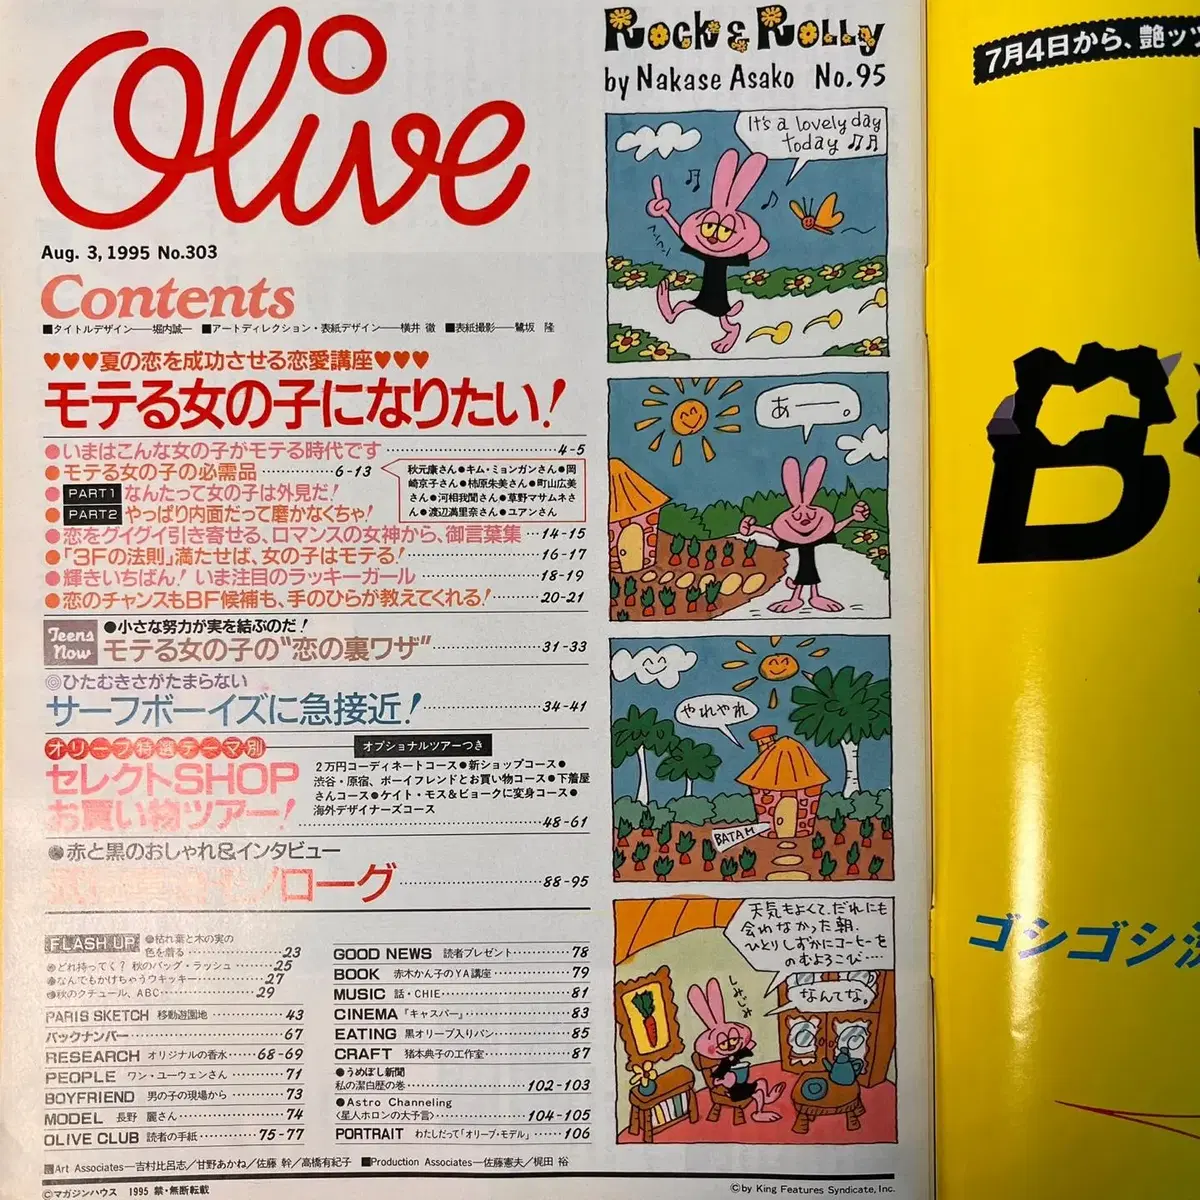 Olive
Aug. 3, 1995 No.303
Contents
■タイトルデザイン──堀内誠一 ■アートディレクション・表紙デザイン──横井 徹 ■表紙撮影──鷺坂 隆
♥♥♥夏の恋を成功させる恋愛講座♥♥♥
モテる女の子になりたい!
●いまはこんな女の子がモテる時代です 4-5
●モテる女の子の必需品 6-13
秋元康さん●キム・ミョンガンさん●岡
崎京子さん●柿原朱美さん●町山広美
さん●河相我聞さん●草野マサムネさ
ん●渡辺満里奈さん●ユアンさん
●PART1 なんたって女の子は外見だ!
●PART2 やっぱり内面だって磨かなくちゃ!
●恋をグイグイ引き寄せる、ロマンスの女神から、御言葉集 14-15
●「3Fの法則」満たせば、女の子はモテる! 16-17
●輝きいちばん! いま注目のラッキーガール 18-19
●恋のチャンスもBF候補も、手のひらが教えてくれる! 20-21
Teens Now
●小さな努力が実を結ぶのだ!
モテる女の子の“恋の裏ワザ” 31-33
◎ひたむきさがたまらない
サーフボーイズに急接近! 34-41
オリーブ特選テーマ別
セレクトSHOP
お買い物ツアー!
オプショナルツアーつき
2万円コーディネートコース●新ショップコース●
渋谷・原宿、ボーイフレンドとお買い物コース●下着屋
さんコース●ケイト・モス&ビョークに変身コース●
海外デザイナーズコース
48-61
●赤と黒のおしゃれ&インタビュー
ノローグ 88-95
FLASH UP ●枯れ葉と木の実の
色を着る 23
●どれ持ってく? 秋のバッグ・ラッシュ 25
●なんでもかけちゃうワキッキー 27
●秋のクチュール、ABC 29
PARIS SKETCH 移動遊園地 43
バックナンバー 67
RESEARCH オリジナルの香水 68-69
PEOPLE ワン・ユーウェンさん 71
BOYFRIEND 男の子の現場から 73
MODEL 長野 麗さん 74
OLIVE CLUB 読者の手紙 75-77
GOOD NEWS 読者プレゼント 78
BOOK 赤木かん子のYA講座 79
MUSIC 話・CHIE 81
CINEMA 「キャスパー」 83
EATING 黒オリーブ入りパン 85
CRAFT 猪本典子の工作室 87
●うめぼし新聞
私の潔白歴の巻 102-103
●Astro Channeling
〈星人ホロンの大予言〉 104-105
PORTRAIT わたしだって「オリーブ・モデル」 106
■Art Associates─吉村比呂志/甘野あかね/佐藤 幹/高橋有紀子 ■Production Associates─佐藤憲夫/梶田 裕
©マガジンハウス 1995 禁・無断転載
Rock & Rolly
by Nakase Asako No.95
It's a lovely day
today ♫♬
あー。
やれやれ
BATAM
天気もよくて、だれにも
会わなかった朝.
ひとりしずかにコーヒーを
のむよろこび…
なんてな。
しみじみ
©by King Features Syndicate, Inc.
7月4日から、艶ッツ
B
ゴシゴシ